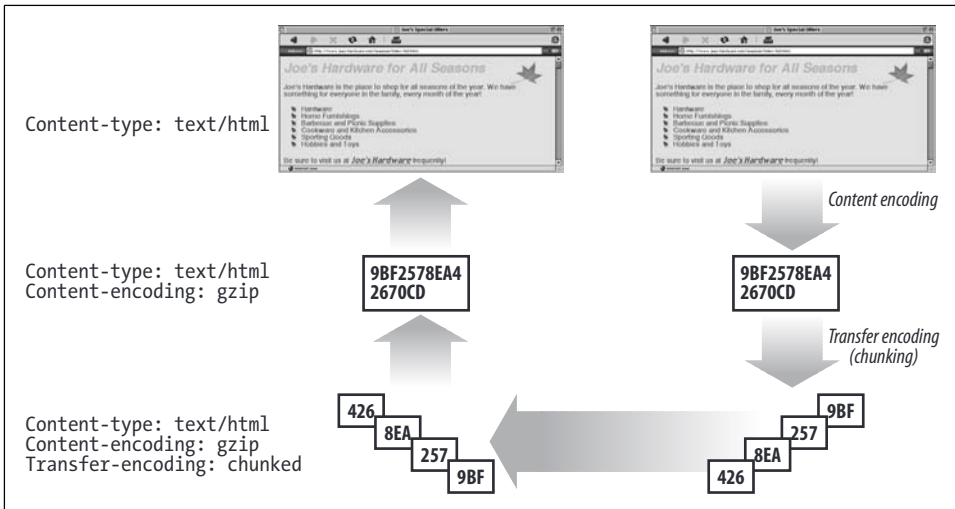 Joe's Special Offers
Joe's Special Offers
Joe's Hardware for All Seasons
Joe's Hardware is the place to shop for all seasons of the year. We have
something for everyone in the family, every month of the year!
Hardware
Home Furnishings
Barbecue and Picnic Supplies
Cookware and Kitchen Accessories
Sporting Goods
Hobbies and Toys
Be sure to visit us at Joe's Hardware frequently!
Joe's Hardware for All Seasons
Joe's Hardware is the place to shop for all seasons of the year. We have
something for everyone in the family, every month of the year!
Hardware
Home Furnishings
Barbecue and Picnic Supplies
Cookware and Kitchen Accessories
Sporting Goods
Hobbies and Toys
Be sure to visit us at Joe's Hardware frequently!
Content-type: text/html
Content encoding
Content-type: text/html
Content-encoding: gzip
9BF2578EA4
2670CD
9BF2578EA4
2670CD
Transfer encoding
(chunking)
Content-type: text/html
Content-encoding: gzip
Transfer-encoding: chunked
426
8EA
257
9BF
9BF
257
8EA
426